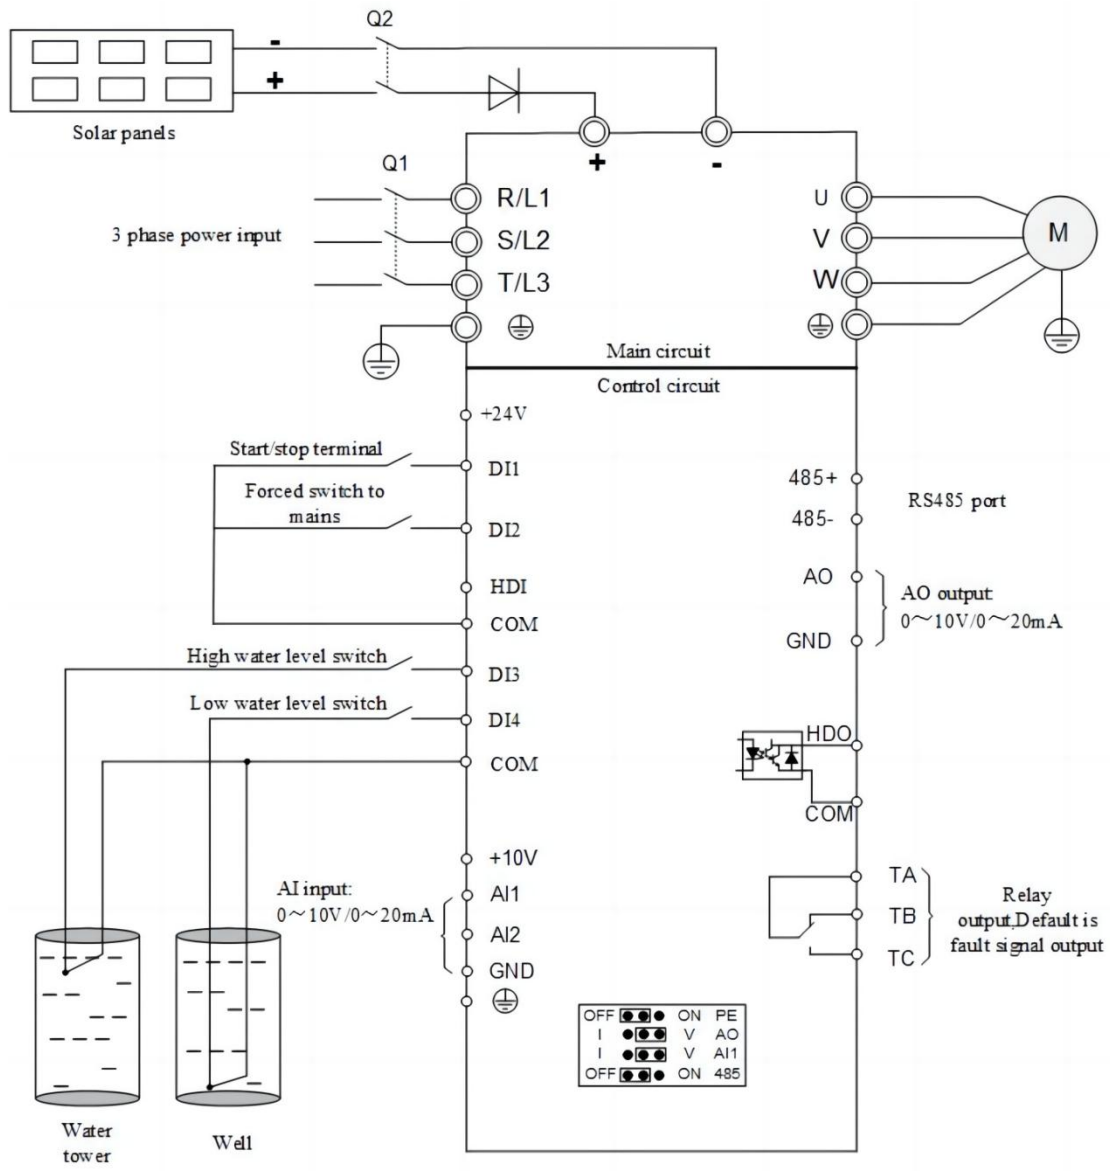 Q2
-
+
Solar panels
+
-
Q1
R/L1
U
3 phase power input
S/L2
V
M
T/L3
W
Main circuit
Control circuit
+24V
Start/stop terminal
DI1
485+
Forced switch to
mains
RS485 port
DI2
485-
HDI
AO
AO output:
0～10V/0～20mA
COM
GND
High water level switch
DI3
Low water level switch
DI4
HDO
COM
COM
+10V
AI input:
0～10V/0～20mA
AI1
TA
Relay
output,Default is
fault signal output
AI2
TB
GND
TC
OFF ON PE
I V AO
I V AI1
OFF ON 485
Water
tower
Well